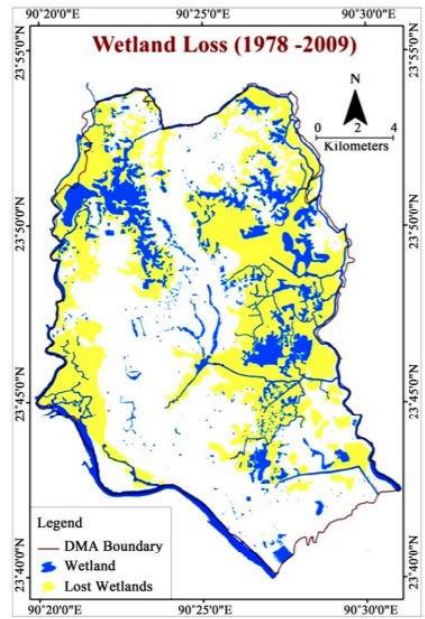 90°20'0"E 90°25'0"E 90°30'0"E
Wetland Loss (1978 -2009)
23°55'0"N 23°55'0"N
N
0 2 4
Kilometers
23°50'0"N 23°50'0"N
23°45'0"N 23°45'0"N
Legend
DMA Boundary
Wetland
Lost Wetlands
23°40'0"N 23°40'0"N
90°20'0"E 90°25'0"E 90°30'0"E